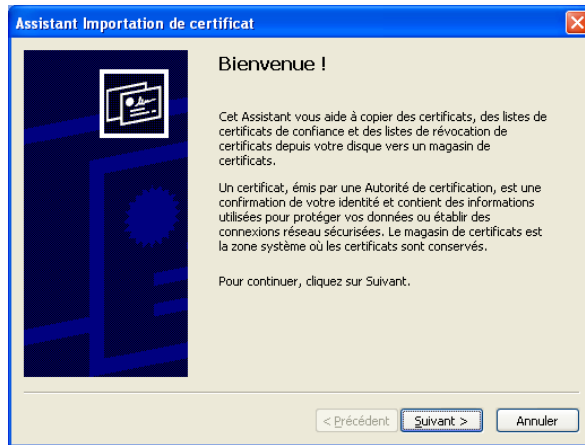 Assistant Importation de certificat
Bienvenue !
Cet Assistant vous aide à copier des certificats, des listes de
certificats de confiance et des listes de révocation de
certificats depuis votre disque vers un magasin de
certificats.
Un certificat, émis par une Autorité de certification, est une
confirmation de votre identité et contient des informations
utilisées pour protéger vos données ou établir des
connexions réseau sécurisées. Le magasin de certificats est
la zone système où les certificats sont conservés.
Pour continuer, cliquez sur Suivant.
< Précédent Suivant > Annuler